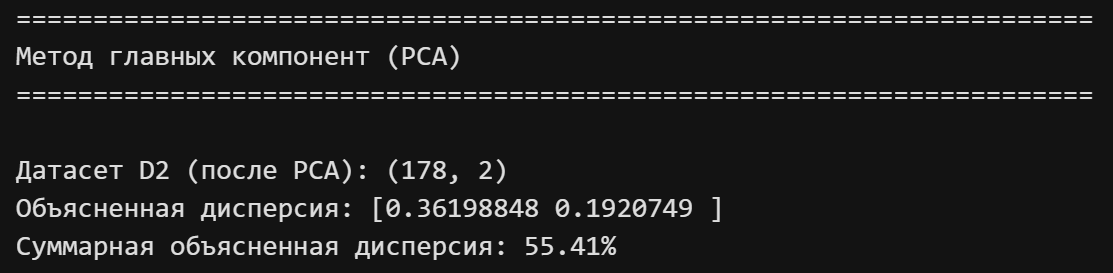 ======================================================================
Метод главных компонент (PCA)
======================================================================
Датасет D2 (после PCA): (178, 2)
Объясненная дисперсия: [0.36198848 0.1920749 ]
Суммарная объясненная дисперсия: 55.41%